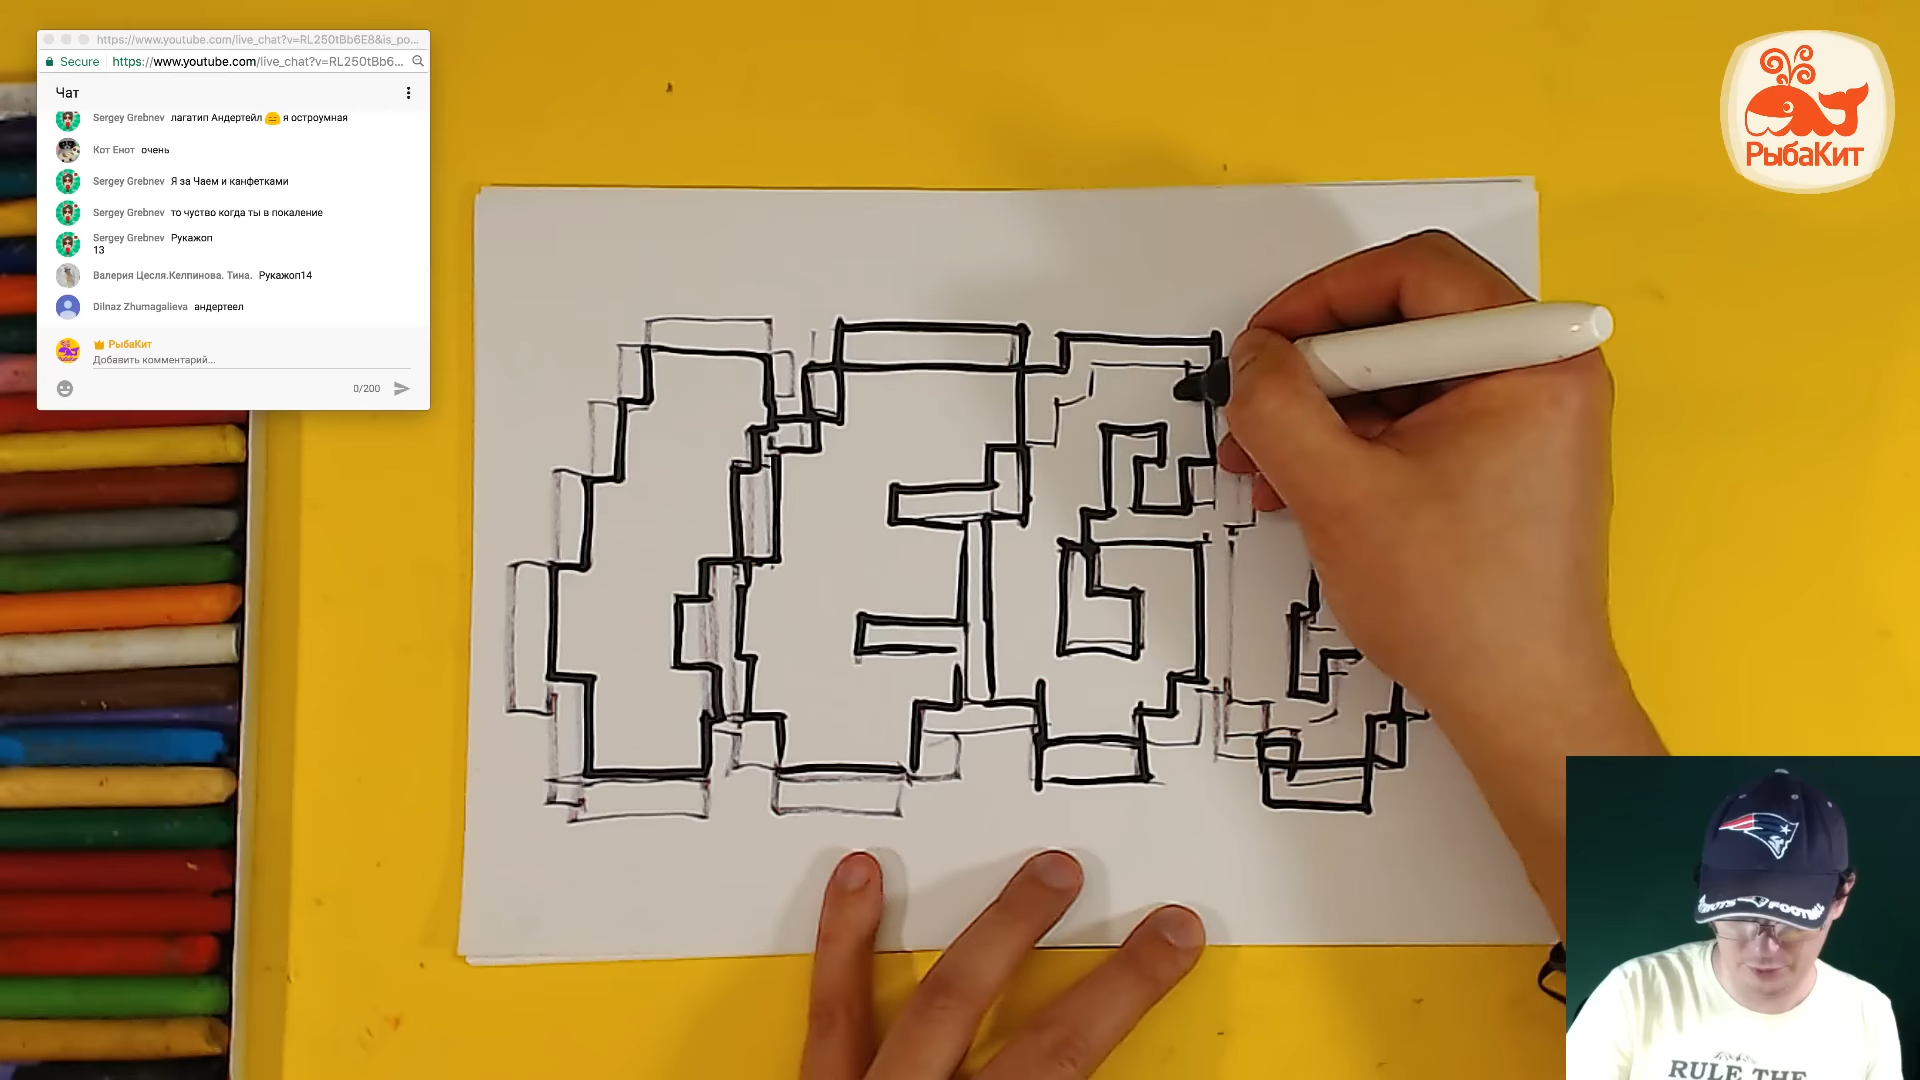 https://www.youtube.com/live_chat?v=RL250tBb6E8&is_po...
Secure https://www.youtube.com/live_chat?v=RL250tBb6...
Чат
Sergey Grebnev лагатип Андертейл 😑 я остроумная
Кот Енот очень
Sergey Grebnev Я за Чаем и канфетками
Sergey Grebnev то чуство когда ты в покаление
Sergey Grebnev Рукажоп
13
Валерия Цесля.Келпинова. Тина. Рукажоп14
Dilnaz Zhumagalieva андертеел
РыбаКит
Добавить комментарий...
0/200
РыбаКит
RULE THE